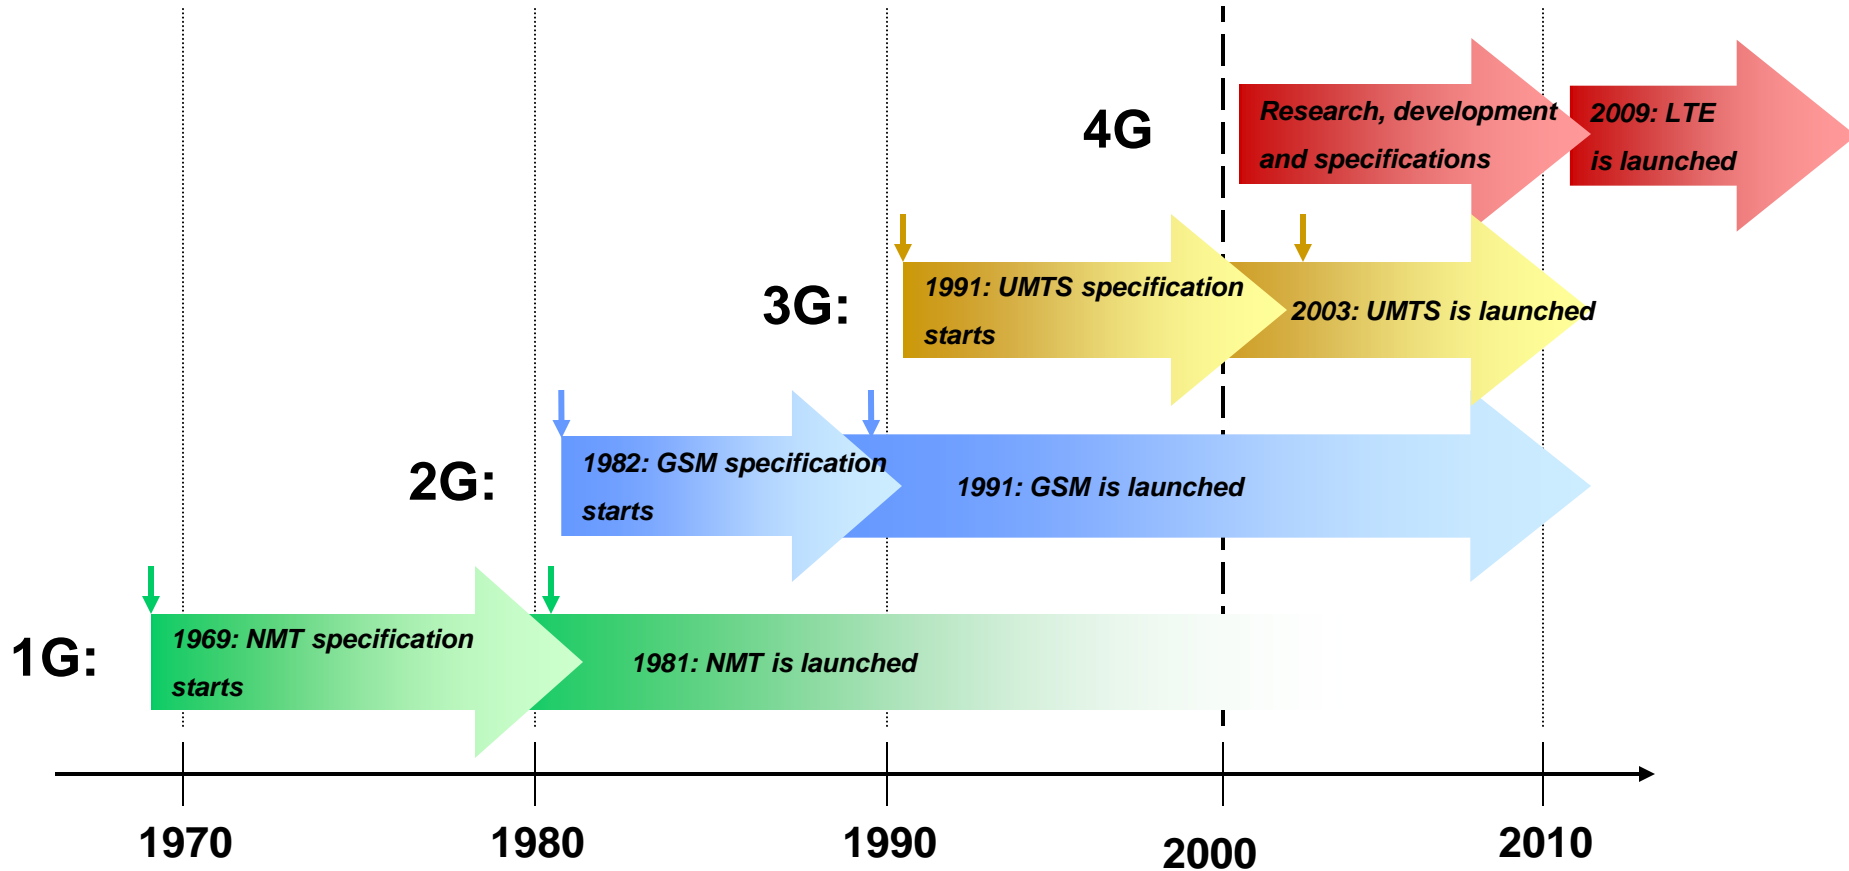 4G
Research, development
and specifications
2009: LTE
is launched
3G:
1991: UMTS specification
starts
2003: UMTS is launched
2G:
1982: GSM specification
starts
1991: GSM is launched
1G:
1969: NMT specification
starts
1981: NMT is launched
1970
1980
1990
2000
2010